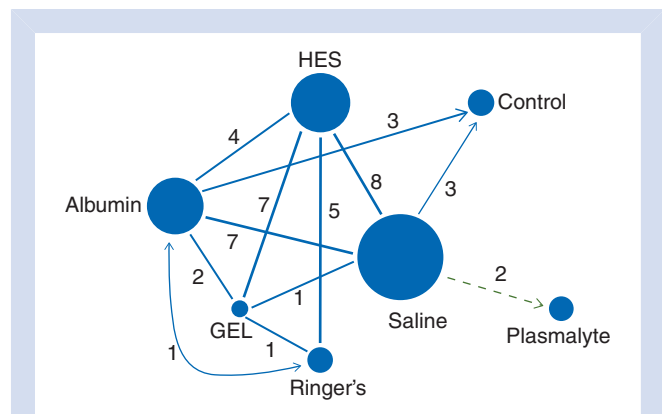 HES
Control
3
4
Albumin
7
5
8
3
7
2
1
2
GEL
Saline
Plasmalyte
1
1
Ringer's